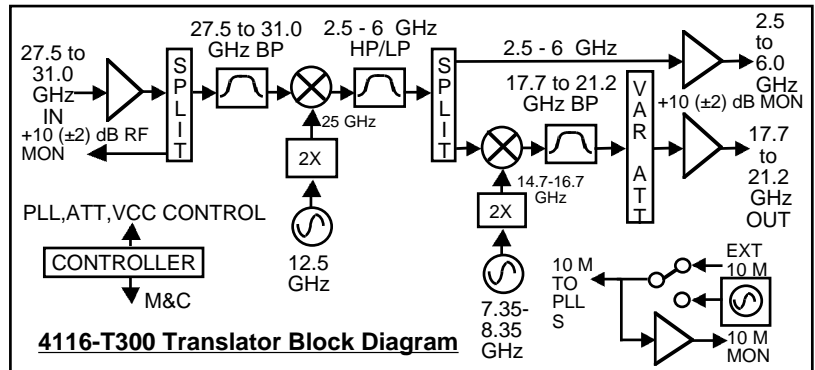 27.5 to
31.0
GHz
IN
+10 (±2) dB RF
MON
SPLIT
27.5 to 31.0
GHz BP
25 GHz
2X
12.5
GHz
2.5 - 6 GHz
HP/LP
SPLIT
2.5 - 6 GHz
2.5
to
6.0
GHz
+10 (±2) dB MON
17.7 to 21.2
GHz BP
VAR ATT
17.7
to
21.2
GHz
OUT
14.7-16.7
GHz
2X
7.35-
8.35
GHz
PLL,ATT,VCC CONTROL
CONTROLLER
M&C
10 M
TO
PLL
S
EXT
10 M
10 M
MON
4116-T300 Translator Block Diagram